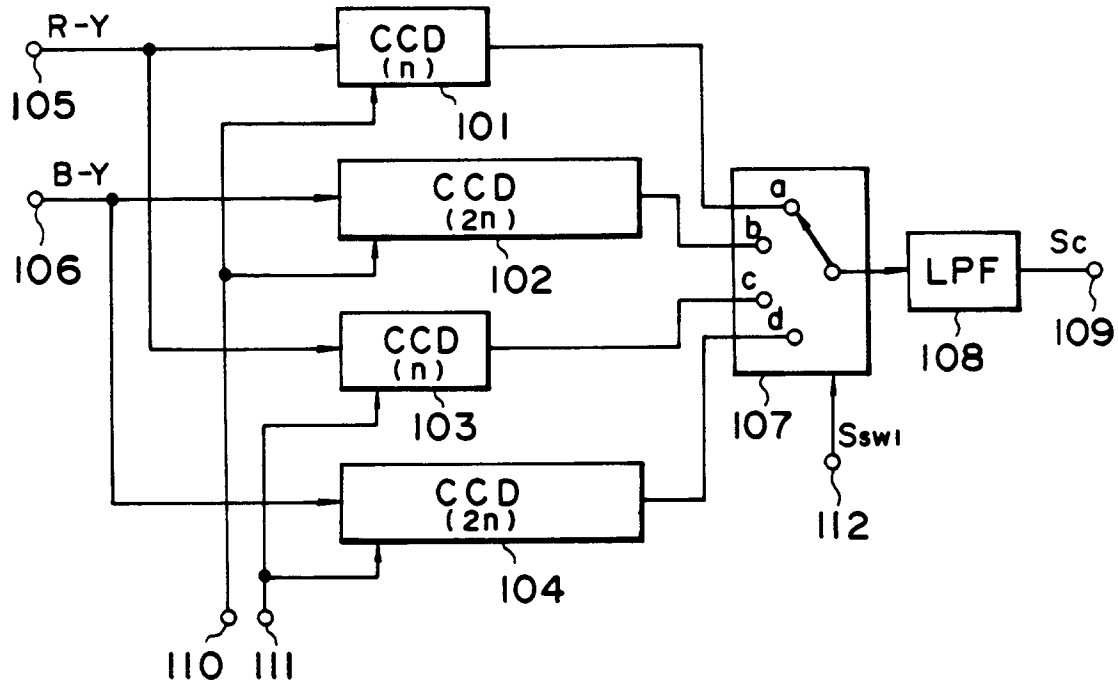 R-Y
CCD
(n)
105
101
B-Y
CCD
(2n)
106
102
a
b
c
d
LPF
Sc
CCD
(n)
108
109
103
107
SSW1
CCD
(2n)
112
104
110
111